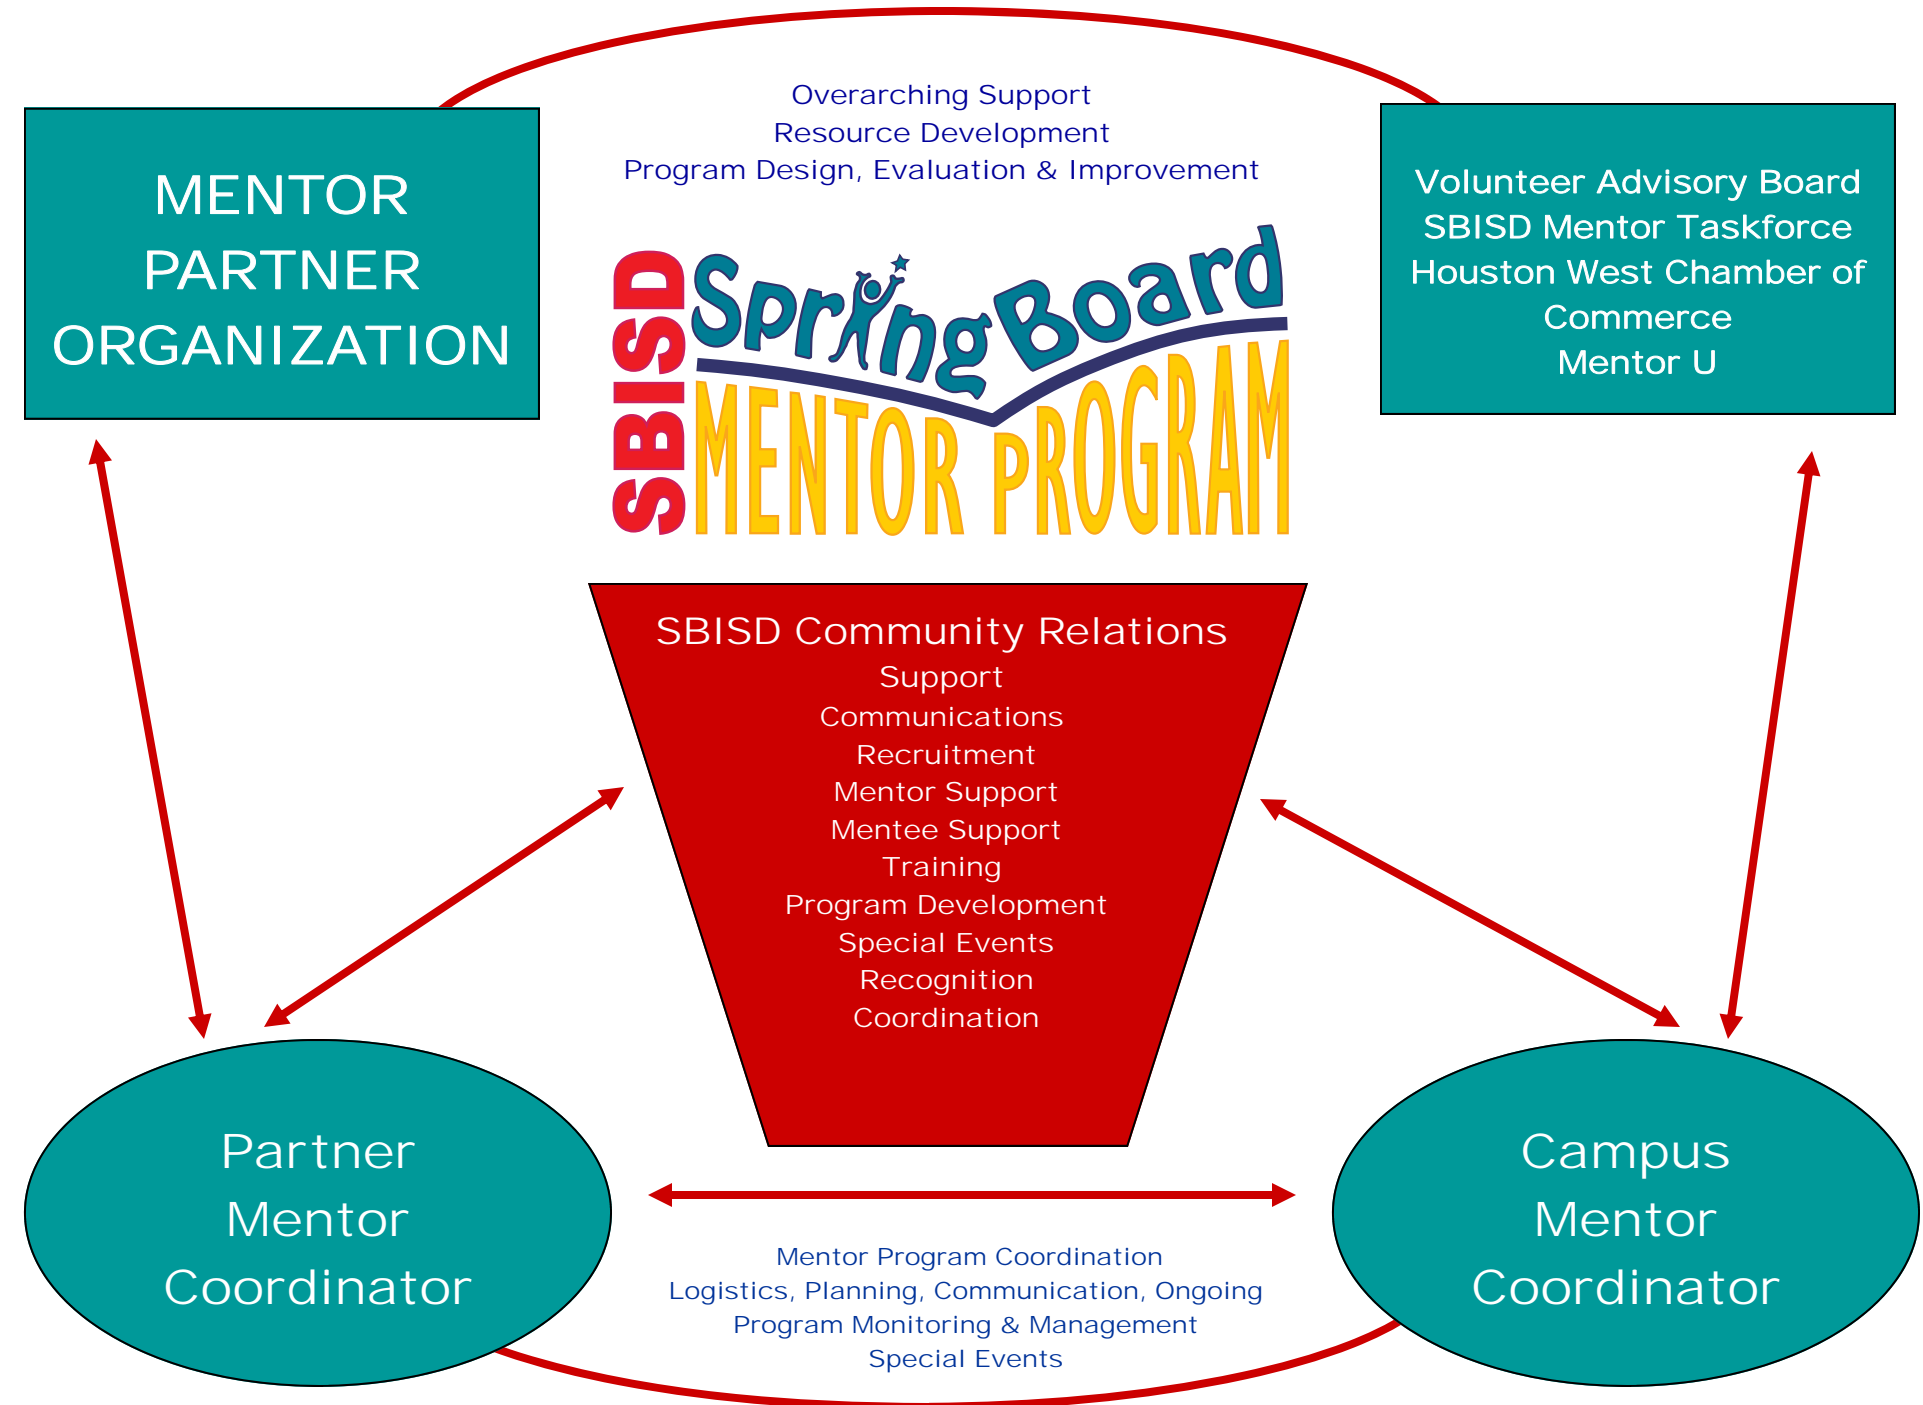 Overarching Support
Resource Development
Program Design, Evaluation & Improvement
MENTOR
PARTNER
ORGANIZATION
Volunteer Advisory Board
SBISD Mentor Taskforce
Houston West Chamber of
Commerce
Mentor U
SBISD
SpringBoard
MENTOR PROGRAM
SBISD Community Relations
Support
Communications
Recruitment
Mentor Support
Mentee Support
Training
Program Development
Special Events
Recognition
Coordination
Partner
Mentor
Coordinator
Campus
Mentor
Coordinator
Mentor Program Coordination
Logistics, Planning, Communication, Ongoing
Program Monitoring & Management
Special Events